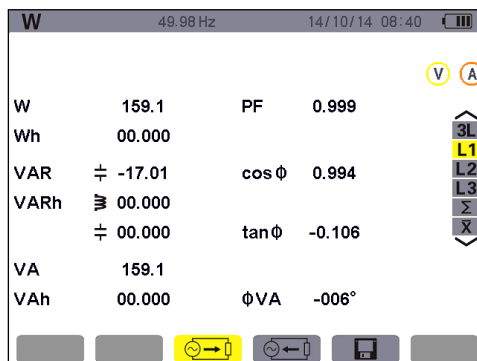 W 49.98 Hz 14/10/14 08:40
V A
W 159.1 PF 0.999
Wh 00.000
3L
L1
VAR -17.01 cos ϕ 0.994
L2
VARh 00.000
L3
Σ
00.000 tan ϕ -0.106
X̄
VA 159.1
VAh 00.000 ϕVA -006°